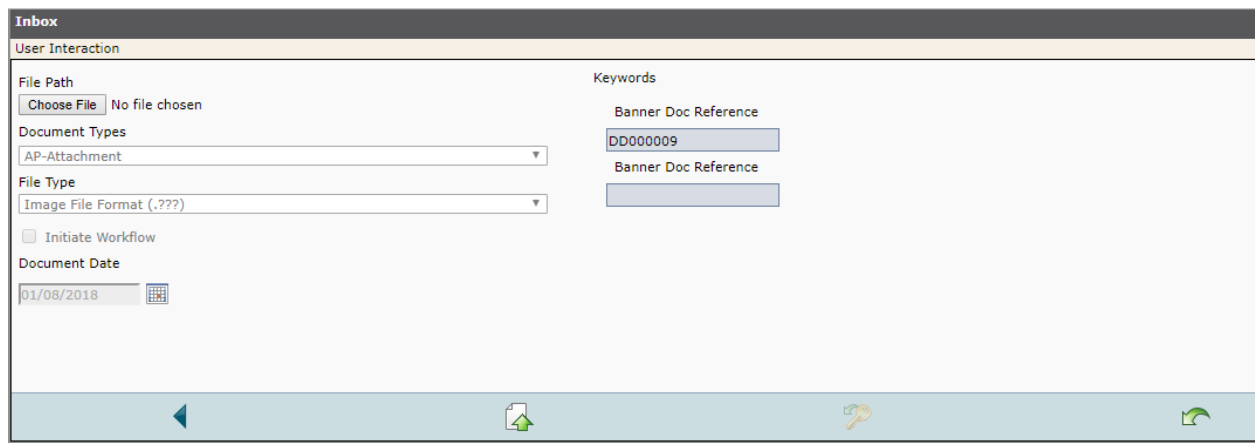 Inbox
User Interaction
File Path
Choose File No file chosen
Document Types
AP-Attachment
File Type
Image File Format (.???)
Initiate Workflow
Document Date
01/08/2018
Keywords
Banner Doc Reference
DD000009
Banner Doc Reference